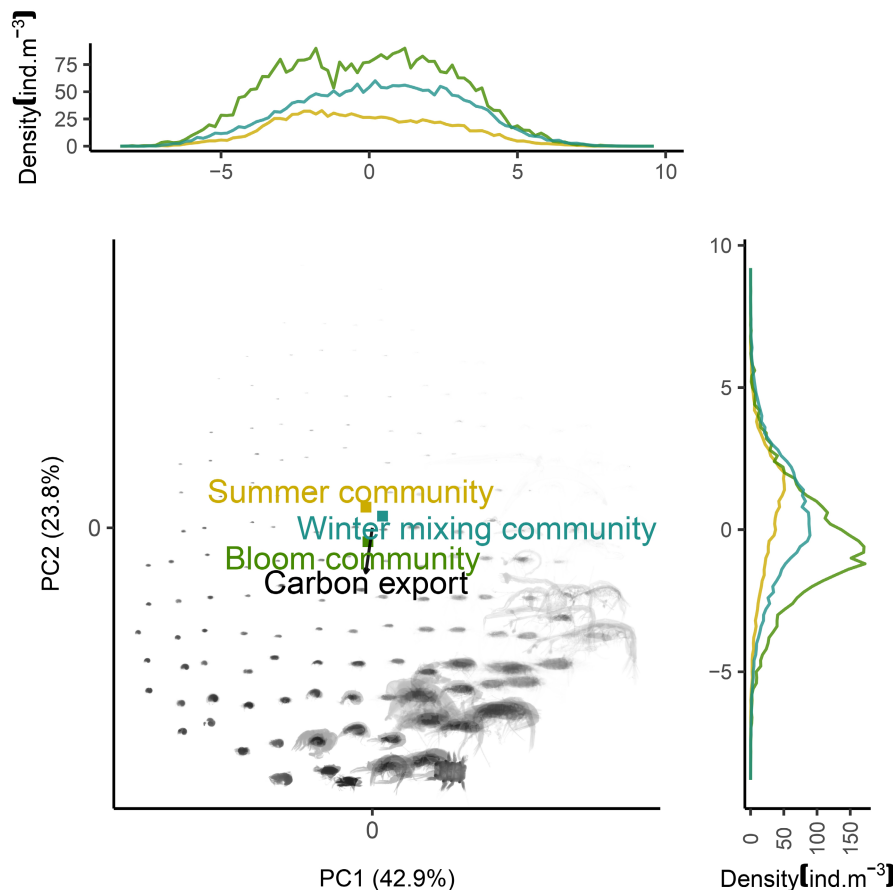 Density(ind.m⁻³)
75
50
25
0
−5
0
5
10
PC2 (23.8%)
0
Summer community
Winter mixing community
Bloom community
Carbon export
0
PC1 (42.9%)
10
5
0
−5
0
50
100
150
Density(ind.m⁻³)